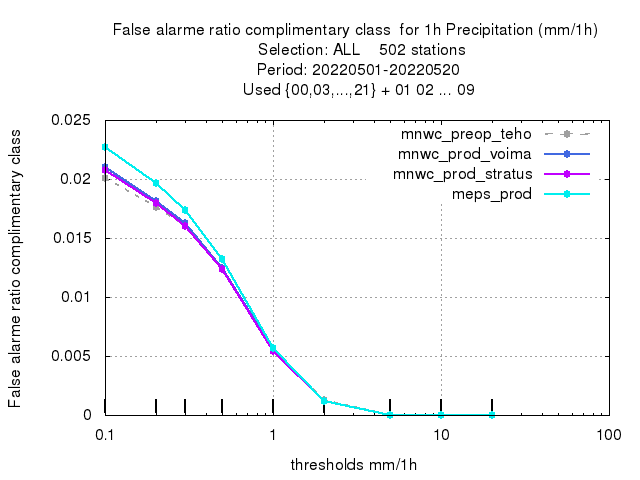 False alarme ratio complimentary class  for 1h Precipitation (mm/1h)
Selection: ALL    502 stations
Period: 20220501-20220520
Used {00,03,...,21} + 01 02 ... 09
False alarme ratio complimentary class
0.025
0.02
0.015
0.01
0.005
0
mnwc_preop_teho
mnwc_prod_voima
mnwc_prod_stratus
meps_prod
0.1 1 10 100
thresholds mm/1h